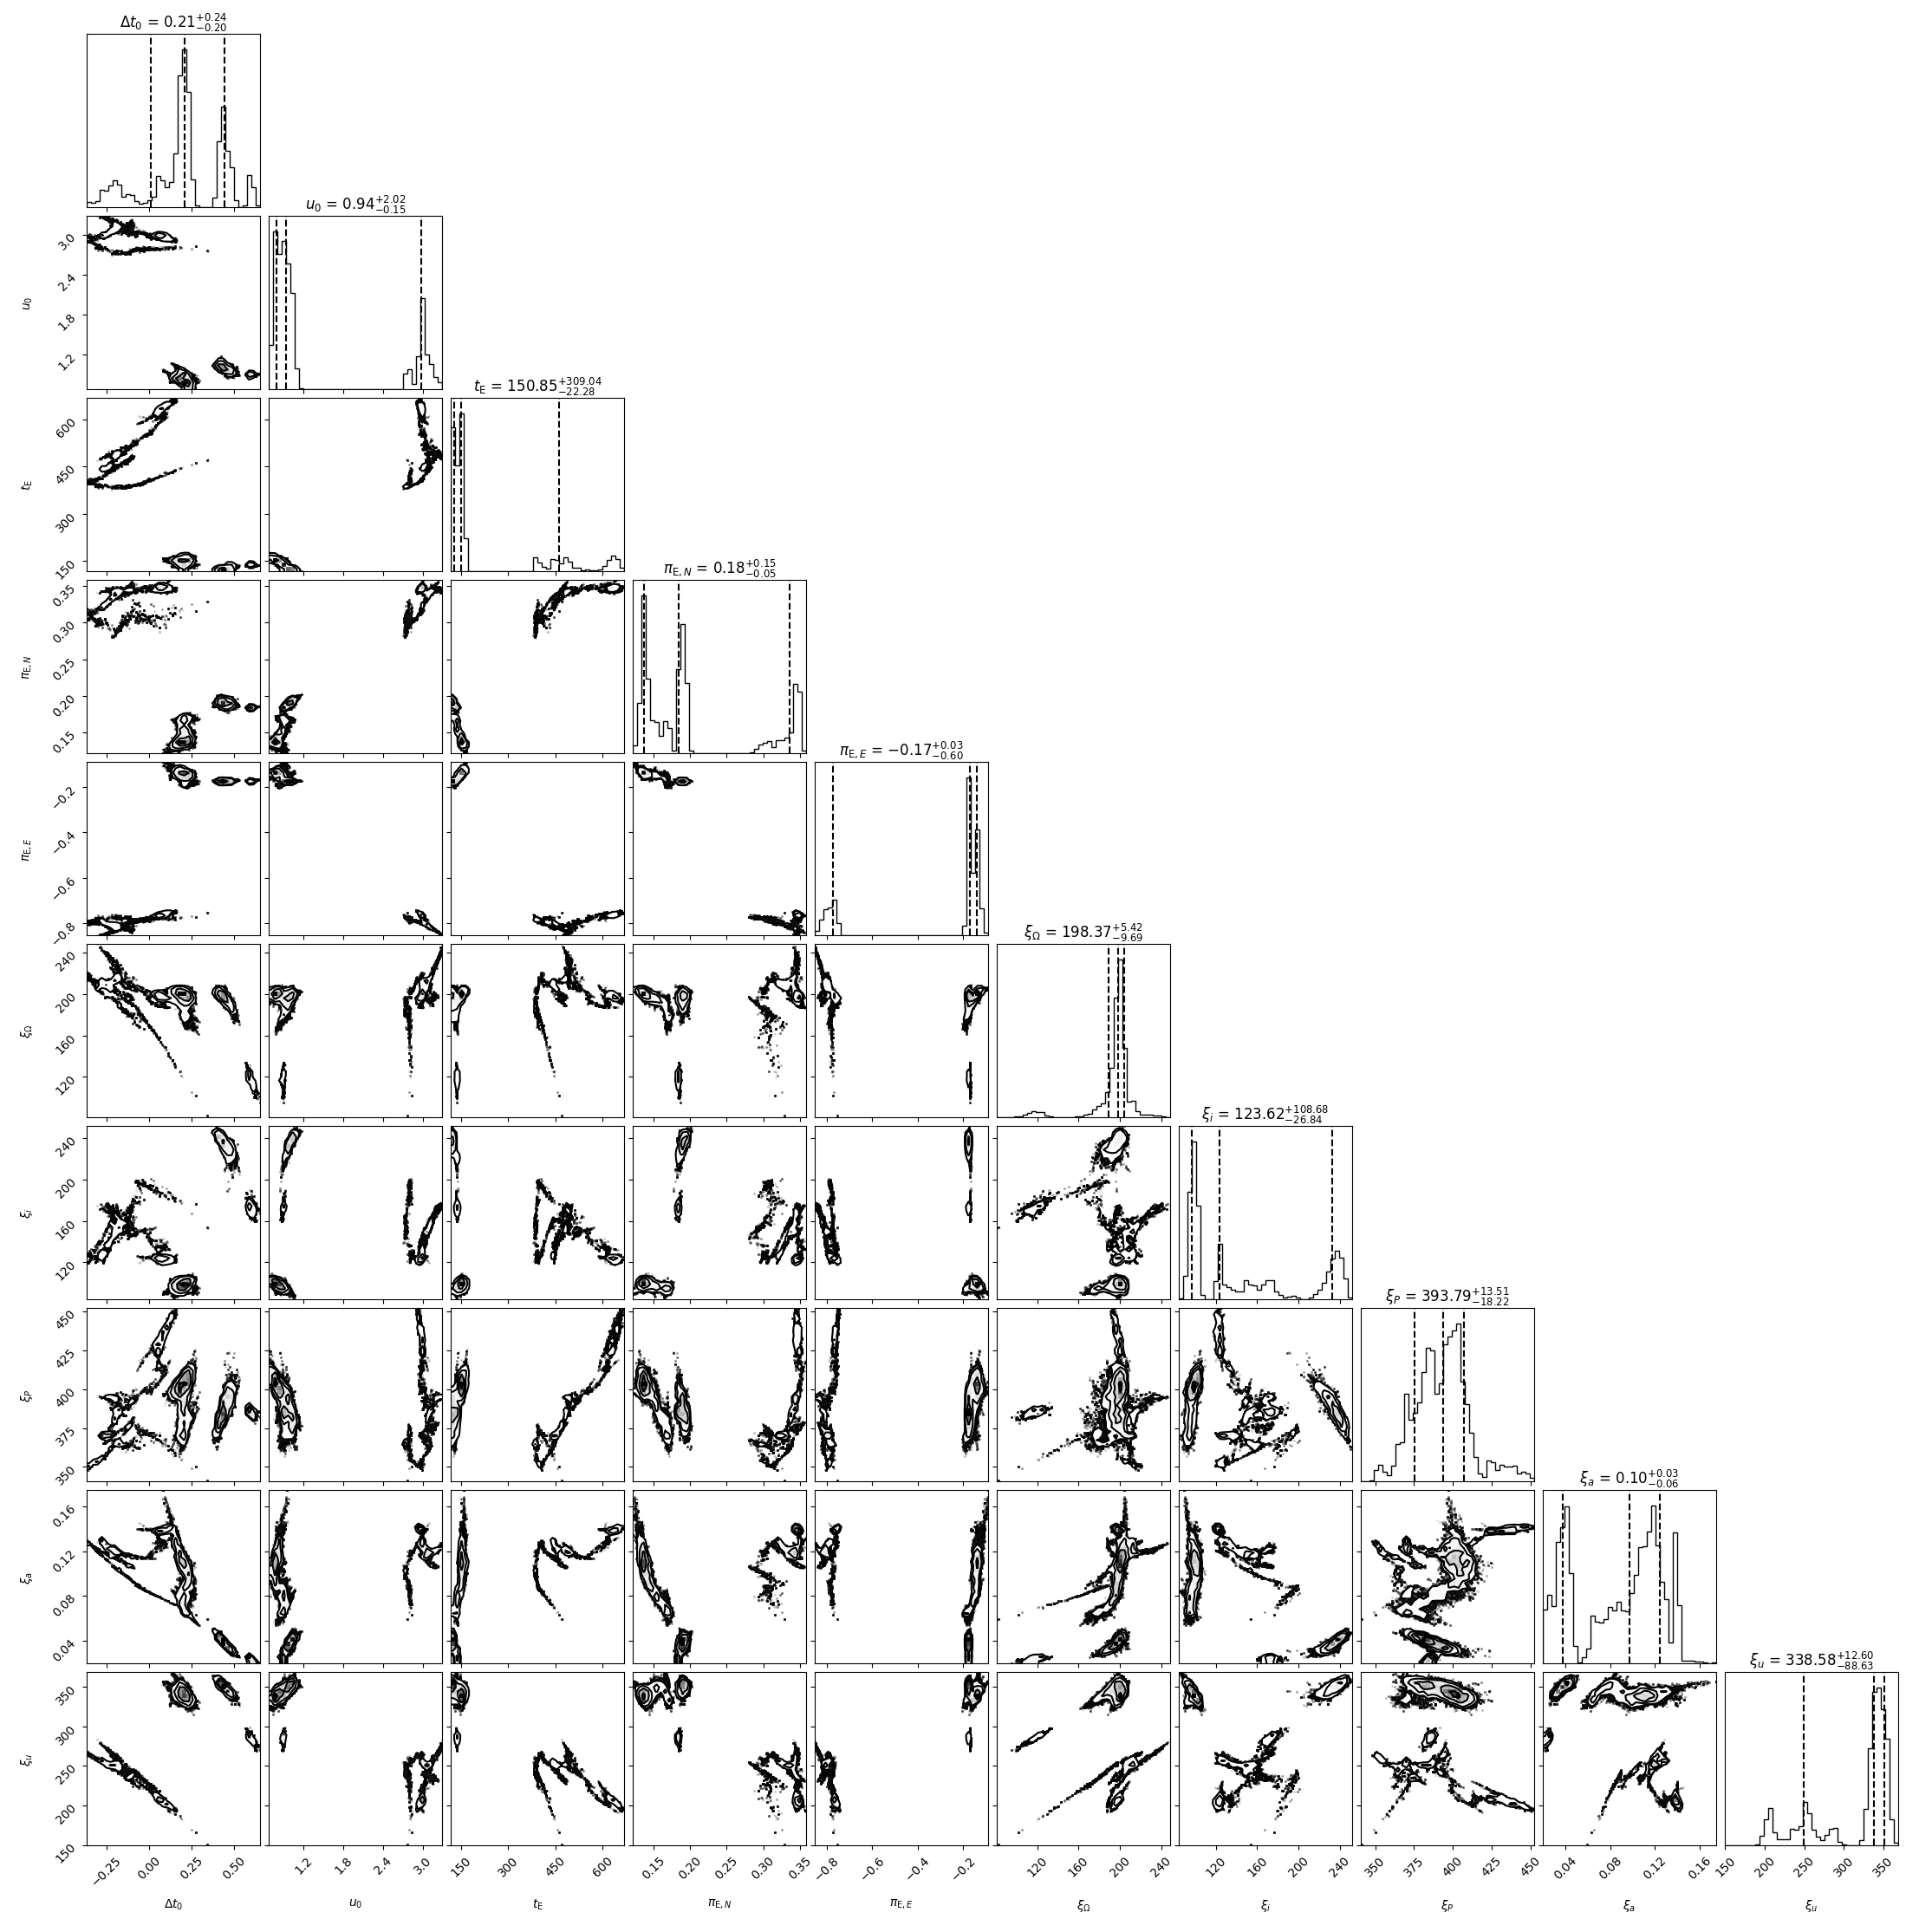 Δt₀ = 0.21^{+0.24}_{−0.20}
u₀ = 0.94^{+2.02}_{−0.15}
3.0
2.4
1.8
1.2
u₀
t_E = 150.85^{+309.04}_{−22.28}
600
450
300
150
t_E
π_{E,N} = 0.18^{+0.15}_{−0.05}
0.35
0.30
0.25
0.20
0.15
π_{E,N}
π_{E,E} = −0.17^{+0.03}_{−0.60}
−0.2
−0.4
−0.6
−0.8
π_{E,E}
ξ_Ω = 198.37^{+5.42}_{−9.69}
240
200
160
120
ξ_Ω
ξ_i = 123.62^{+108.68}_{−26.84}
240
200
160
120
ξ_i
ξ_P = 393.79^{+13.51}_{−18.22}
450
425
400
375
350
ξ_P
ξ_a = 0.10^{+0.03}_{−0.06}
0.16
0.12
0.08
0.04
ξ_a
ξ_u = 338.58^{+12.60}_{−88.63}
350
300
250
200
150
ξ_u
−0.25 0.00 0.25 0.50 1.2 1.8 2.4 3.0 150 300 450 600 0.15 0.20 0.25 0.30 0.35 −0.8 −0.6 −0.4 −0.2 120 160 200 240 120 160 200 240 350 375 400 425 450 0.04 0.08 0.12 0.16 150 200 250 300 350
Δt₀ u₀ t_E π_{E,N} π_{E,E} ξ_Ω ξ_i ξ_P ξ_a ξ_u